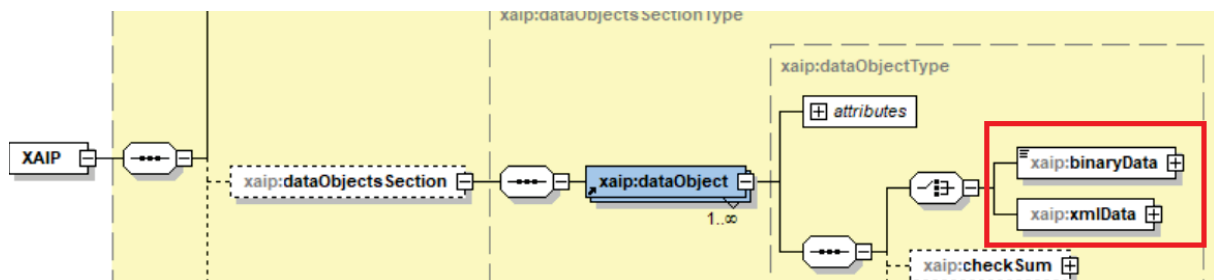 xaip:dataObjectsSectionType
xaip:dataObjectType
attributes
XAIP
xaip:binaryData
xaip:dataObjectsSection
xaip:dataObject
1..∞
xaip:xmlData
xaip:checkSum